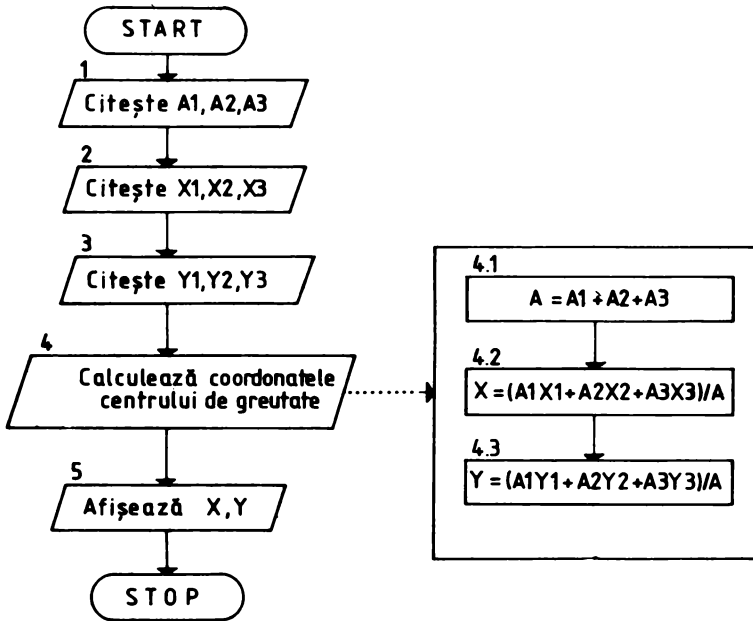 START
1
Citește A1, A2, A3
2
Citește X1, X2, X3
3
Citește Y1, Y2, Y3
4
Calculează coordonatele
centrului de greutate
5
Afișează X, Y
STOP
4.1
A = A1 + A2 + A3
4.2
X = (A1X1 + A2X2 + A3X3)/A
4.3
Y = (A1Y1 + A2Y2 + A3Y3)/A